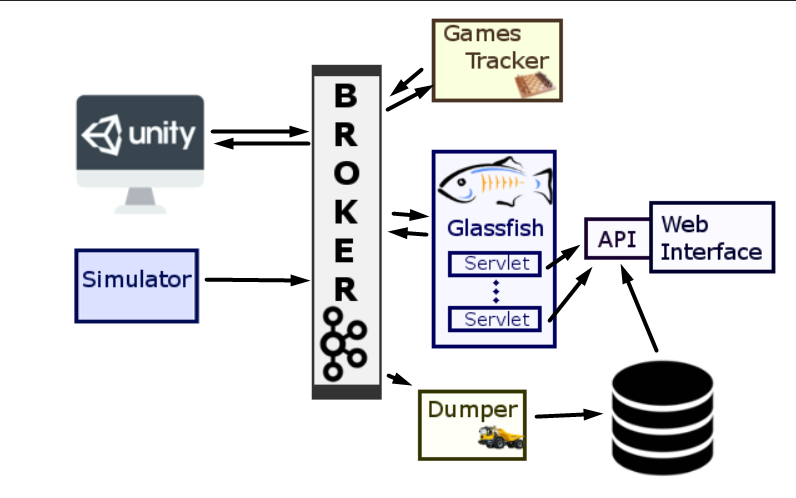 Games
Tracker
unity
B
R
O
K
E
R
Glassfish
Servlet
Servlet
API
Web
Interface
Simulator
Dumper